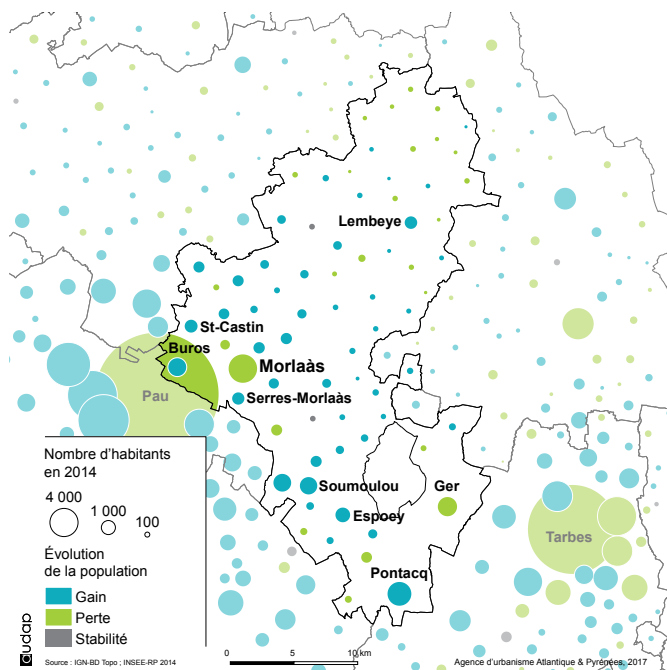 Lembeye
St-Castin
Buros
Morlaàs
Pau
Serres-Morlaàs
Nombre d'habitants
en 2014
4 000
1 000
100
Évolution
de la population
Gain
Perte
Stabilité
Soumoulou
Ger
Espoey
Tarbes
Pontacq
audap
Source : IGN-BD Topo ; INSEE-RP 2014
0 5 10 km
Agence d'urbanisme Atlantique & Pyrénées, 2017